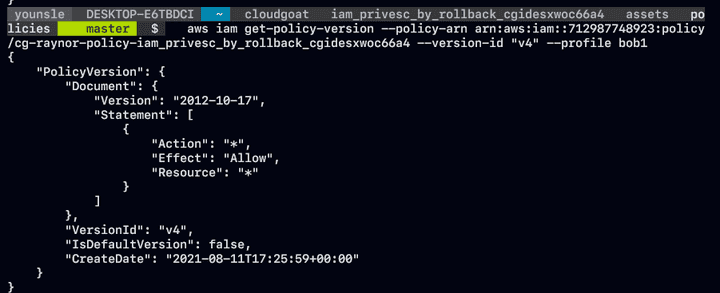 }
younsle DESKTOP-E6TBDCI ~ cloudgoat iam_privesc_by_rollback_cgidesxwoc66a4 assets po
licies master $ aws iam get-policy-version --policy-arn arn:aws:iam::712987748923:policy
/cg-raynor-policy-iam_privesc_by_rollback_cgidesxwoc66a4 --version-id "v4" --profile bob1
{
    "PolicyVersion": {
        "Document": {
            "Version": "2012-10-17",
            "Statement": [
                {
                    "Action": "*",
                    "Effect": "Allow",
                    "Resource": "*"
                }
            ]
        },
        "VersionId": "v4",
        "IsDefaultVersion": false,
        "CreateDate": "2021-08-11T17:25:59+00:00"
    }
}